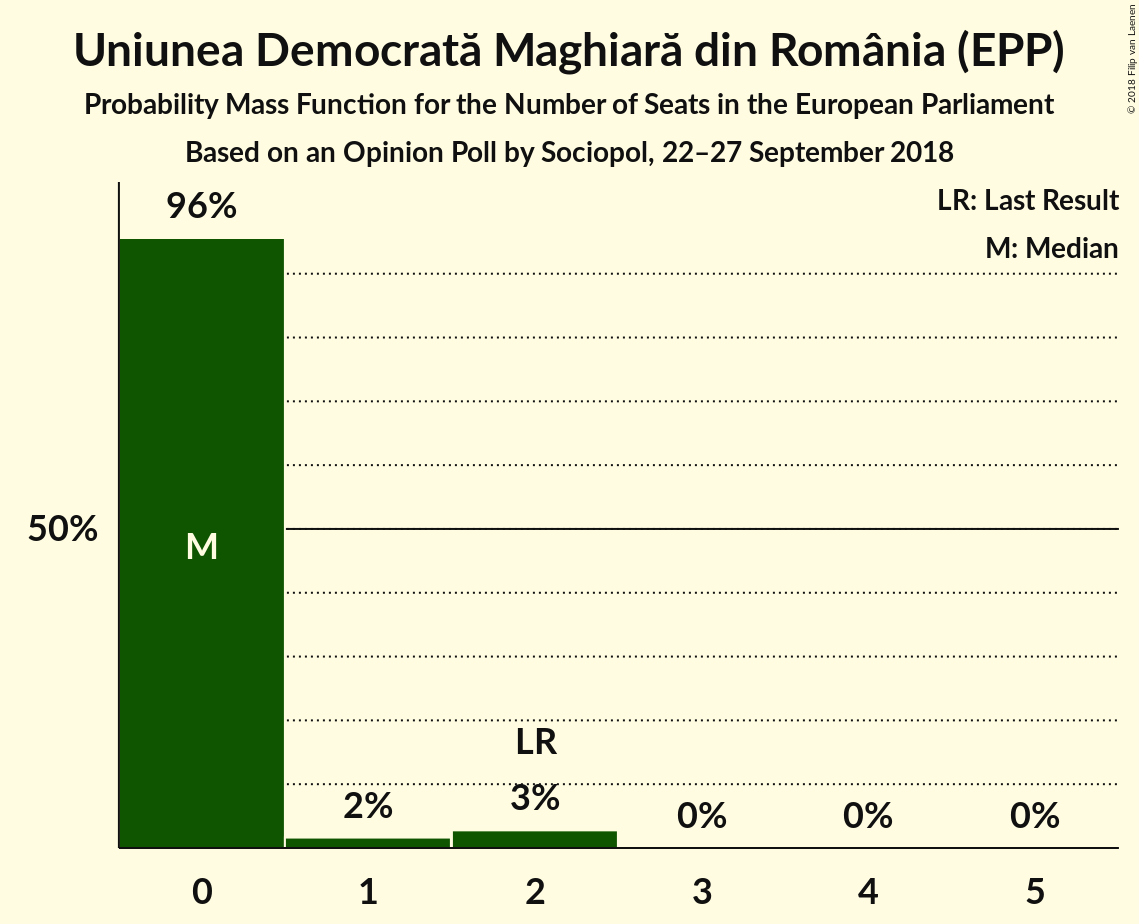 Uniunea Democrată Maghiară din România (EPP)
Probability Mass Function for the Number of Seats in the European Parliament
Based on an Opinion Poll by Sociopol, 22–27 September 2018
© 2018 Filip van Laenen
LR: Last Result
M: Median
96%
50%
M
LR
2%
3%
0%
0%
0%
0
1
2
3
4
5